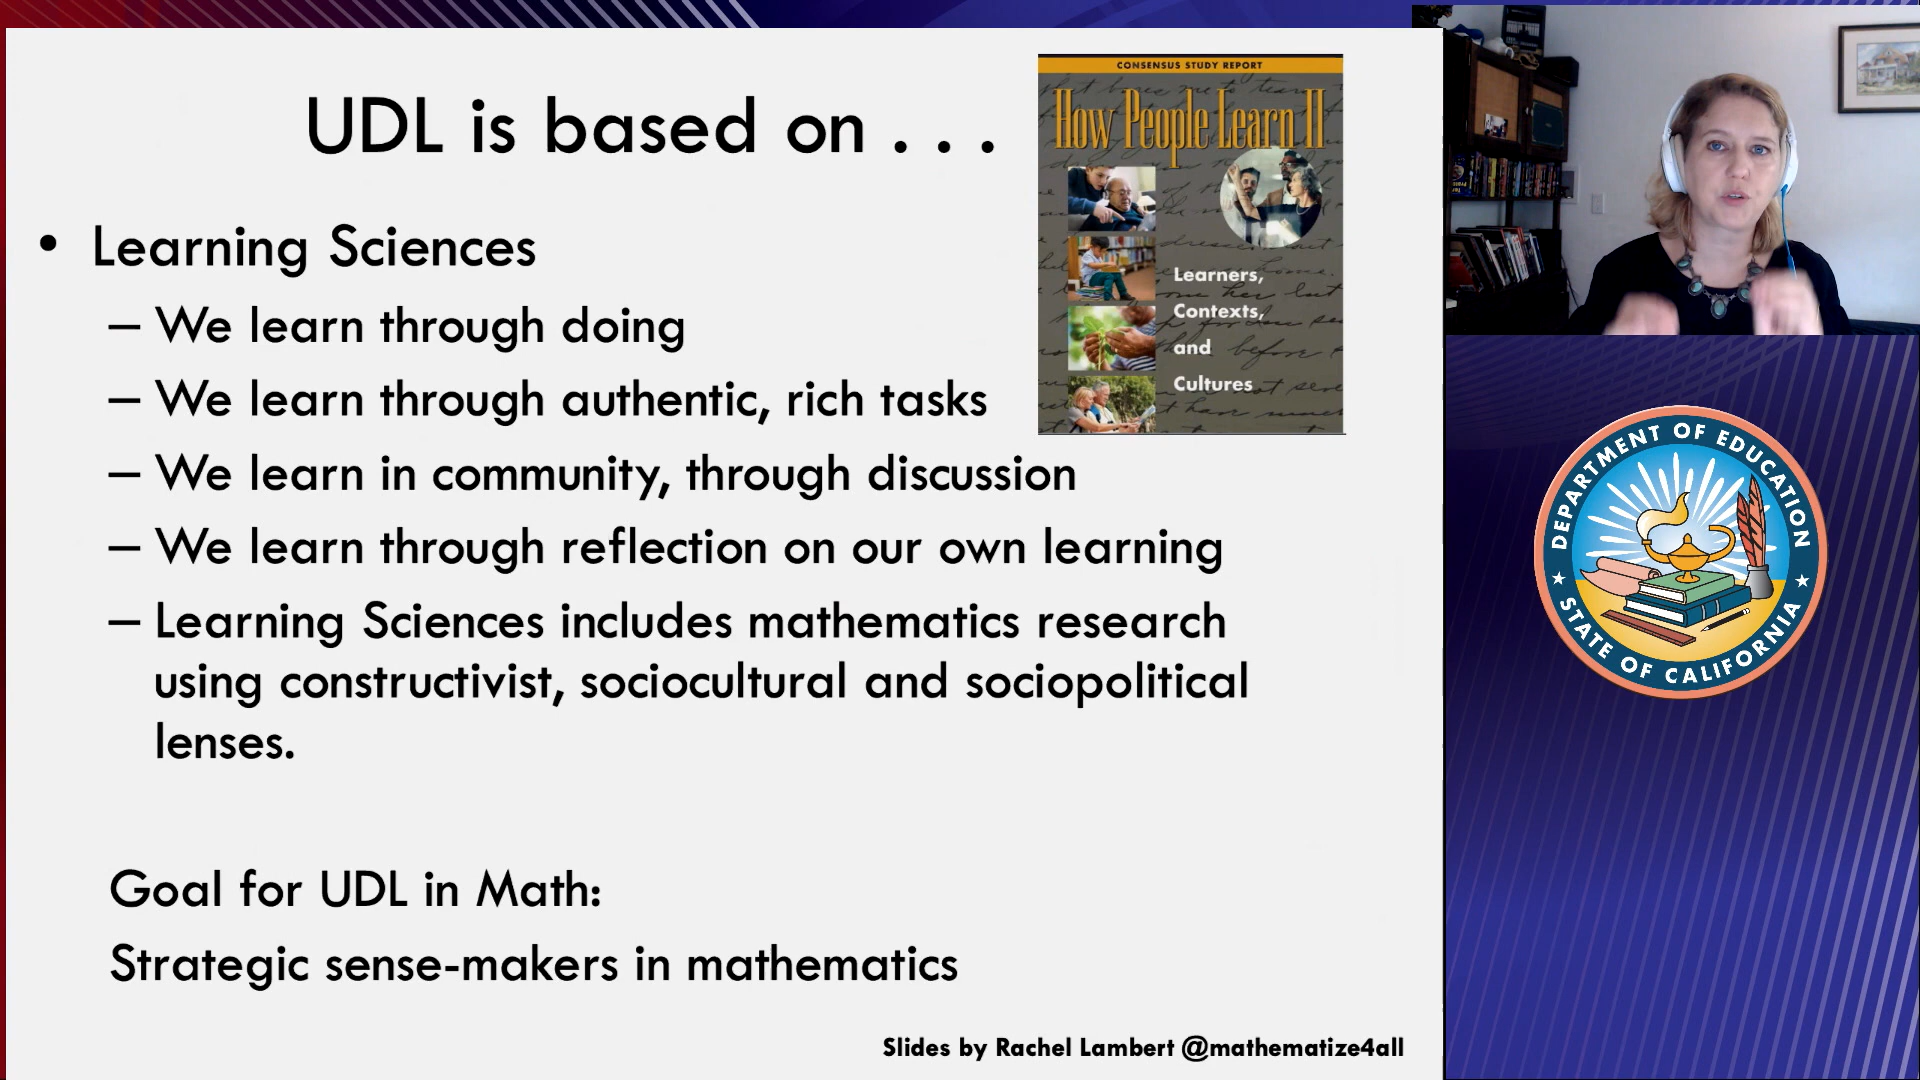 UDL is based on . . .
• Learning Sciences
– We learn through doing
– We learn through authentic, rich tasks
– We learn in community, through discussion
– We learn through reflection on our own learning
– Learning Sciences includes mathematics research
using constructivist, sociocultural and sociopolitical
lenses.
Goal for UDL in Math:
Strategic sense-makers in mathematics
Slides by Rachel Lambert @mathematize4all
CONSENSUS STUDY REPORT
How People Learn II
Learners,
Contexts,
and
Cultures
DEPARTMENT OF EDUCATION
STATE OF CALIFORNIA